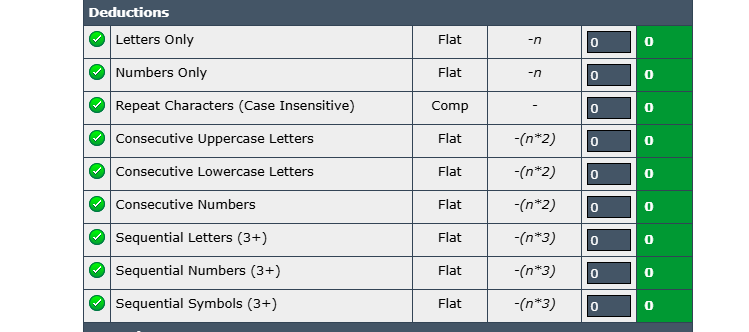 Deductions
Letters Only Flat -n 0 0
Numbers Only Flat -n 0 0
Repeat Characters (Case Insensitive) Comp - 0 0
Consecutive Uppercase Letters Flat -(n*2) 0 0
Consecutive Lowercase Letters Flat -(n*2) 0 0
Consecutive Numbers Flat -(n*2) 0 0
Sequential Letters (3+) Flat -(n*3) 0 0
Sequential Numbers (3+) Flat -(n*3) 0 0
Sequential Symbols (3+) Flat -(n*3) 0 0